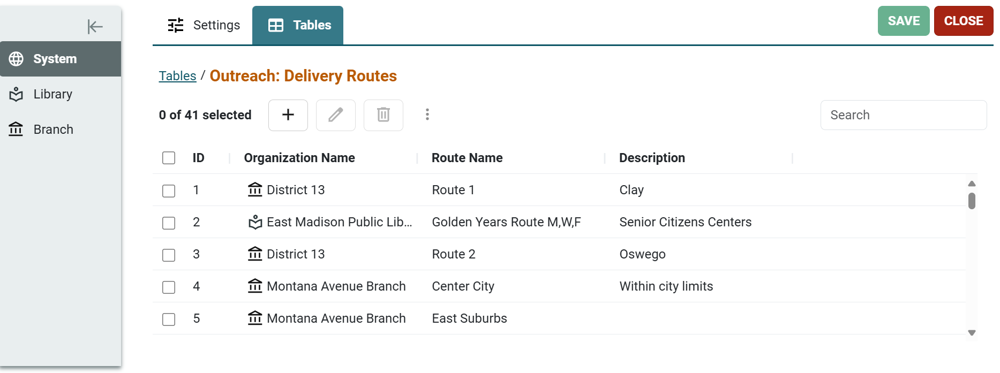 Settings
Tables
SAVE
CLOSE
System
Library
Branch
Tables / Outreach: Delivery Routes
0 of 41 selected
Search
ID Organization Name Route Name Description
1 District 13 Route 1 Clay
2 East Madison Public Lib... Golden Years Route M,W,F Senior Citizens Centers
3 District 13 Route 2 Oswego
4 Montana Avenue Branch Center City Within city limits
5 Montana Avenue Branch East Suburbs